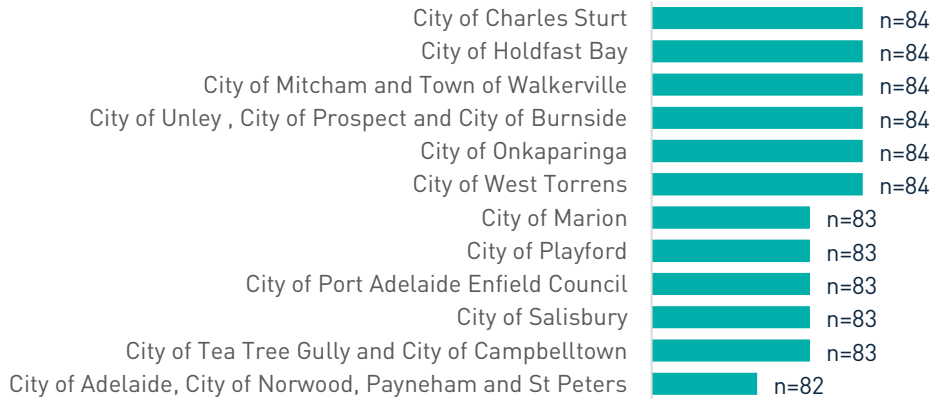 City of Charles Sturt n=84
City of Holdfast Bay n=84
City of Mitcham and Town of Walkerville n=84
City of Unley , City of Prospect and City of Burnside n=84
City of Onkaparinga n=84
City of West Torrens n=84
City of Marion n=83
City of Playford n=83
City of Port Adelaide Enfield Council n=83
City of Salisbury n=83
City of Tea Tree Gully and City of Campbelltown n=83
City of Adelaide, City of Norwood, Payneham and St Peters n=82